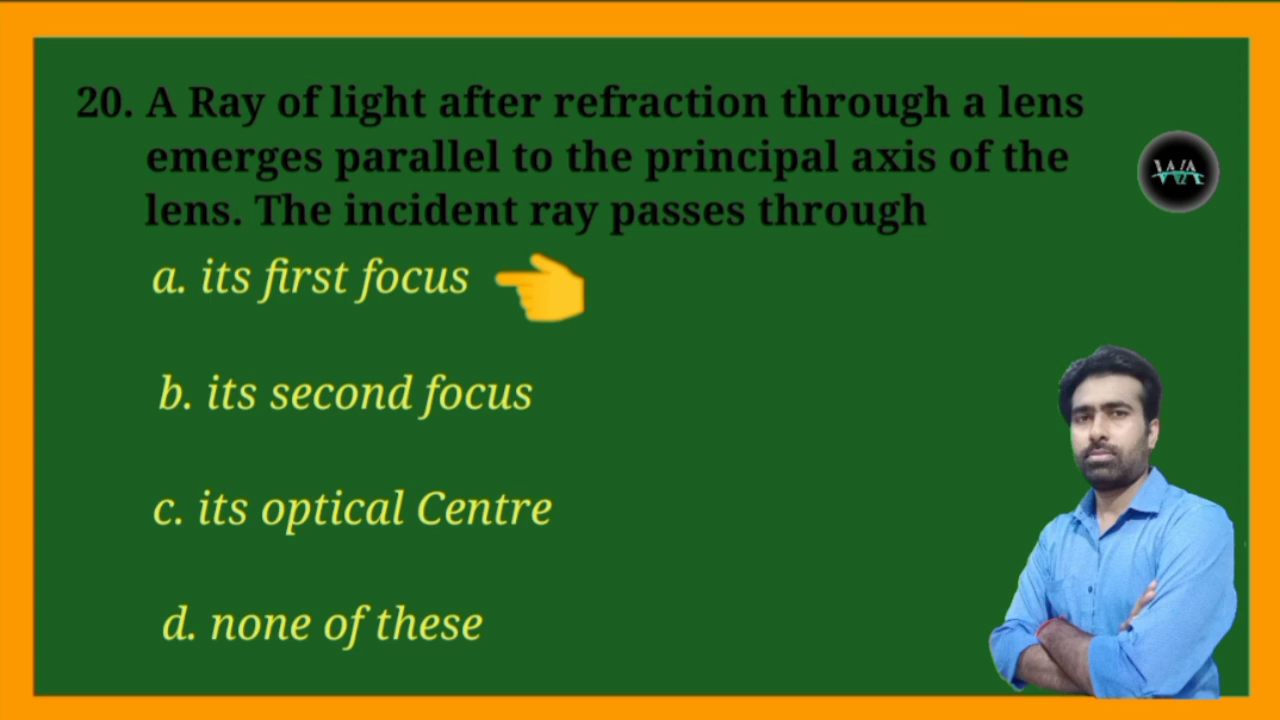 20. A Ray of light after refraction through a lens
emerges parallel to the principal axis of the
lens. The incident ray passes through
a. its first focus
b. its second focus
c. its optical Centre
d. none of these